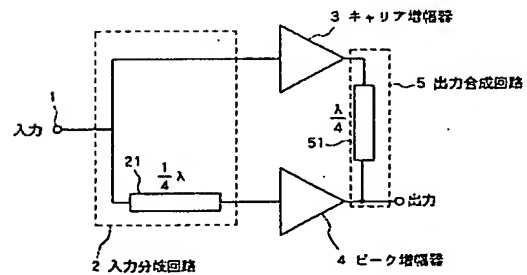 3 キャリア増幅器
5 出力合成回路
1
入力
λ/4
51
21
1/4 λ
出力
4 ピーク増幅器
2 入力分岐回路